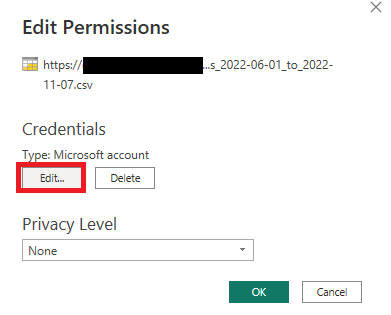 Edit Permissions
https:// ...s_2022-06-01_to_2022-
11-07.csv
Credentials
Type: Microsoft account
Edit... Delete
Privacy Level
None
OK Cancel